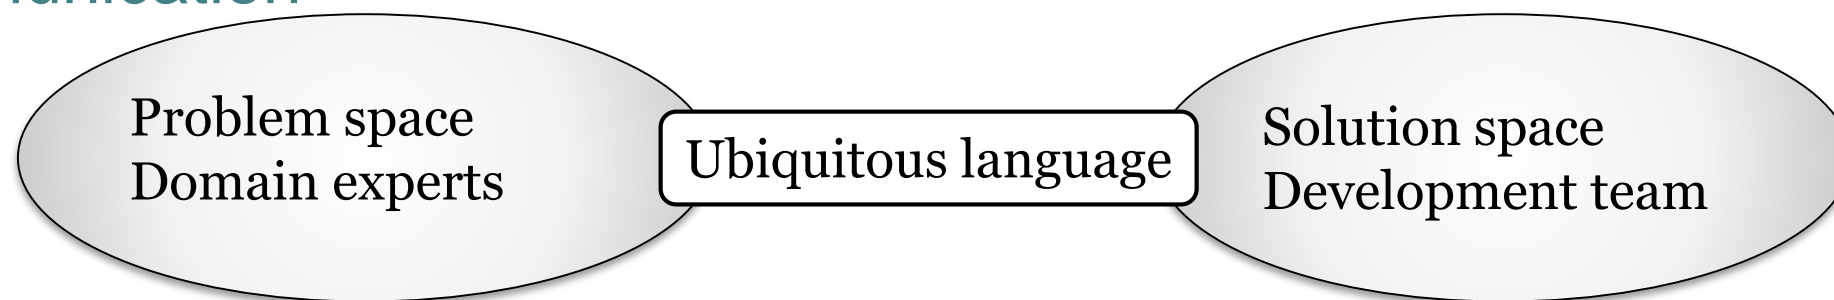 Problem space
Domain experts
Ubiquitous language
Solution space
Development team